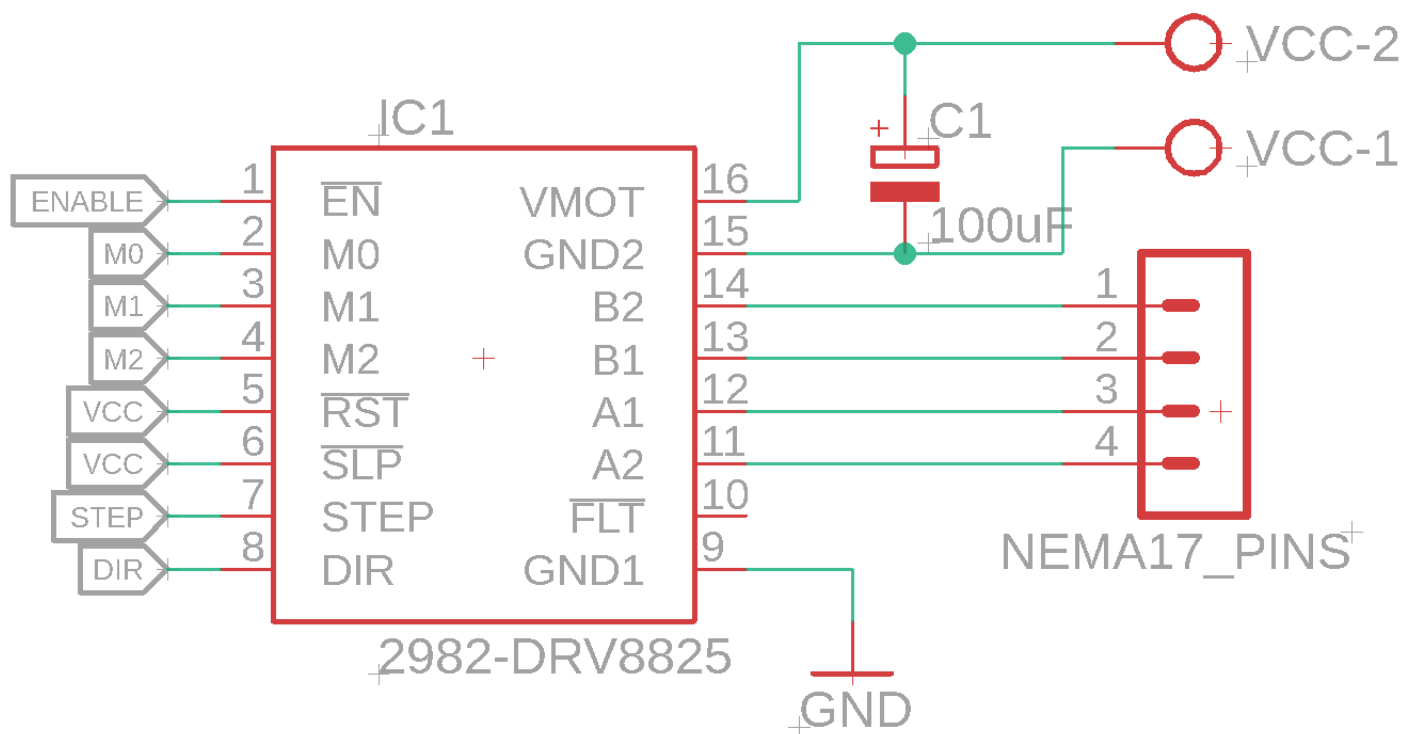 VCC-2
IC1
C1
+
VCC-1
ENABLE 1 EN VMOT 16
M0 2 M0 GND2 15 100uF
M1 3 M1 B2 14 1
M2 4 M2 B1 13 2
VCC 5 RST A1 12 3
VCC 6 SLP A2 11 4
STEP 7 STEP FLT 10
DIR 8 DIR GND1 9
NEMA17_PINS
2982-DRV8825
GND